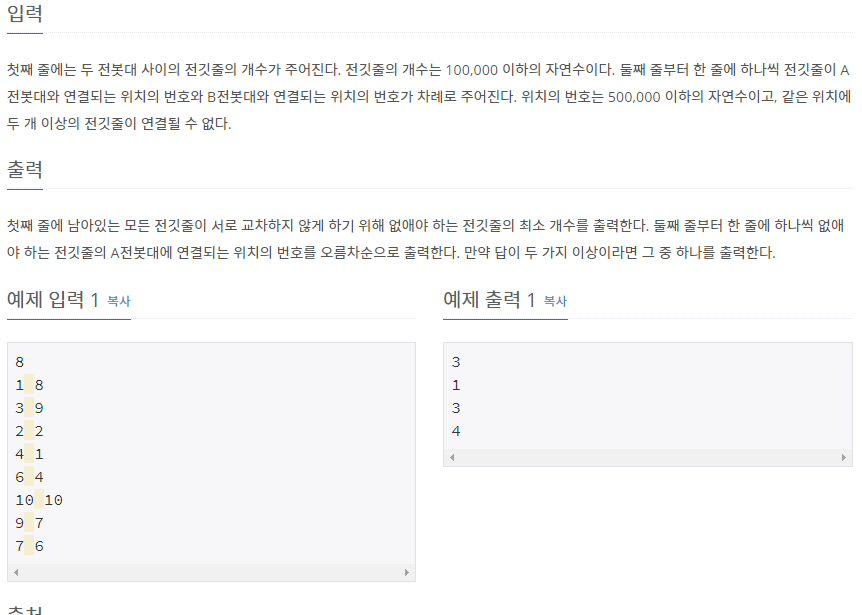 입력
첫째 줄에는 두 전봇대 사이의 전깃줄의 개수가 주어진다. 전깃줄의 개수는 100,000 이하의 자연수이다. 둘째 줄부터 한 줄에 하나씩 전깃줄이 A
전봇대와 연결되는 위치의 번호와 B전봇대와 연결되는 위치의 번호가 차례로 주어진다. 위치의 번호는 500,000 이하의 자연수이고, 같은 위치에
두 개 이상의 전깃줄이 연결될 수 없다.
출력
첫째 줄에 남아있는 모든 전깃줄이 서로 교차하지 않게 하기 위해 없애야 하는 전깃줄의 최소 개수를 출력한다. 둘째 줄부터 한 줄에 하나씩 없애
야 하는 전깃줄의 A전봇대에 연결되는 위치의 번호를 오름차순으로 출력한다. 만약 답이 두 가지 이상이라면 그 중 하나를 출력한다.
예제 입력 1 복사
8
1 8
3 9
2 2
4 1
6 4
10 10
9 7
7 6
예제 출력 1 복사
3
1
3
4
출처